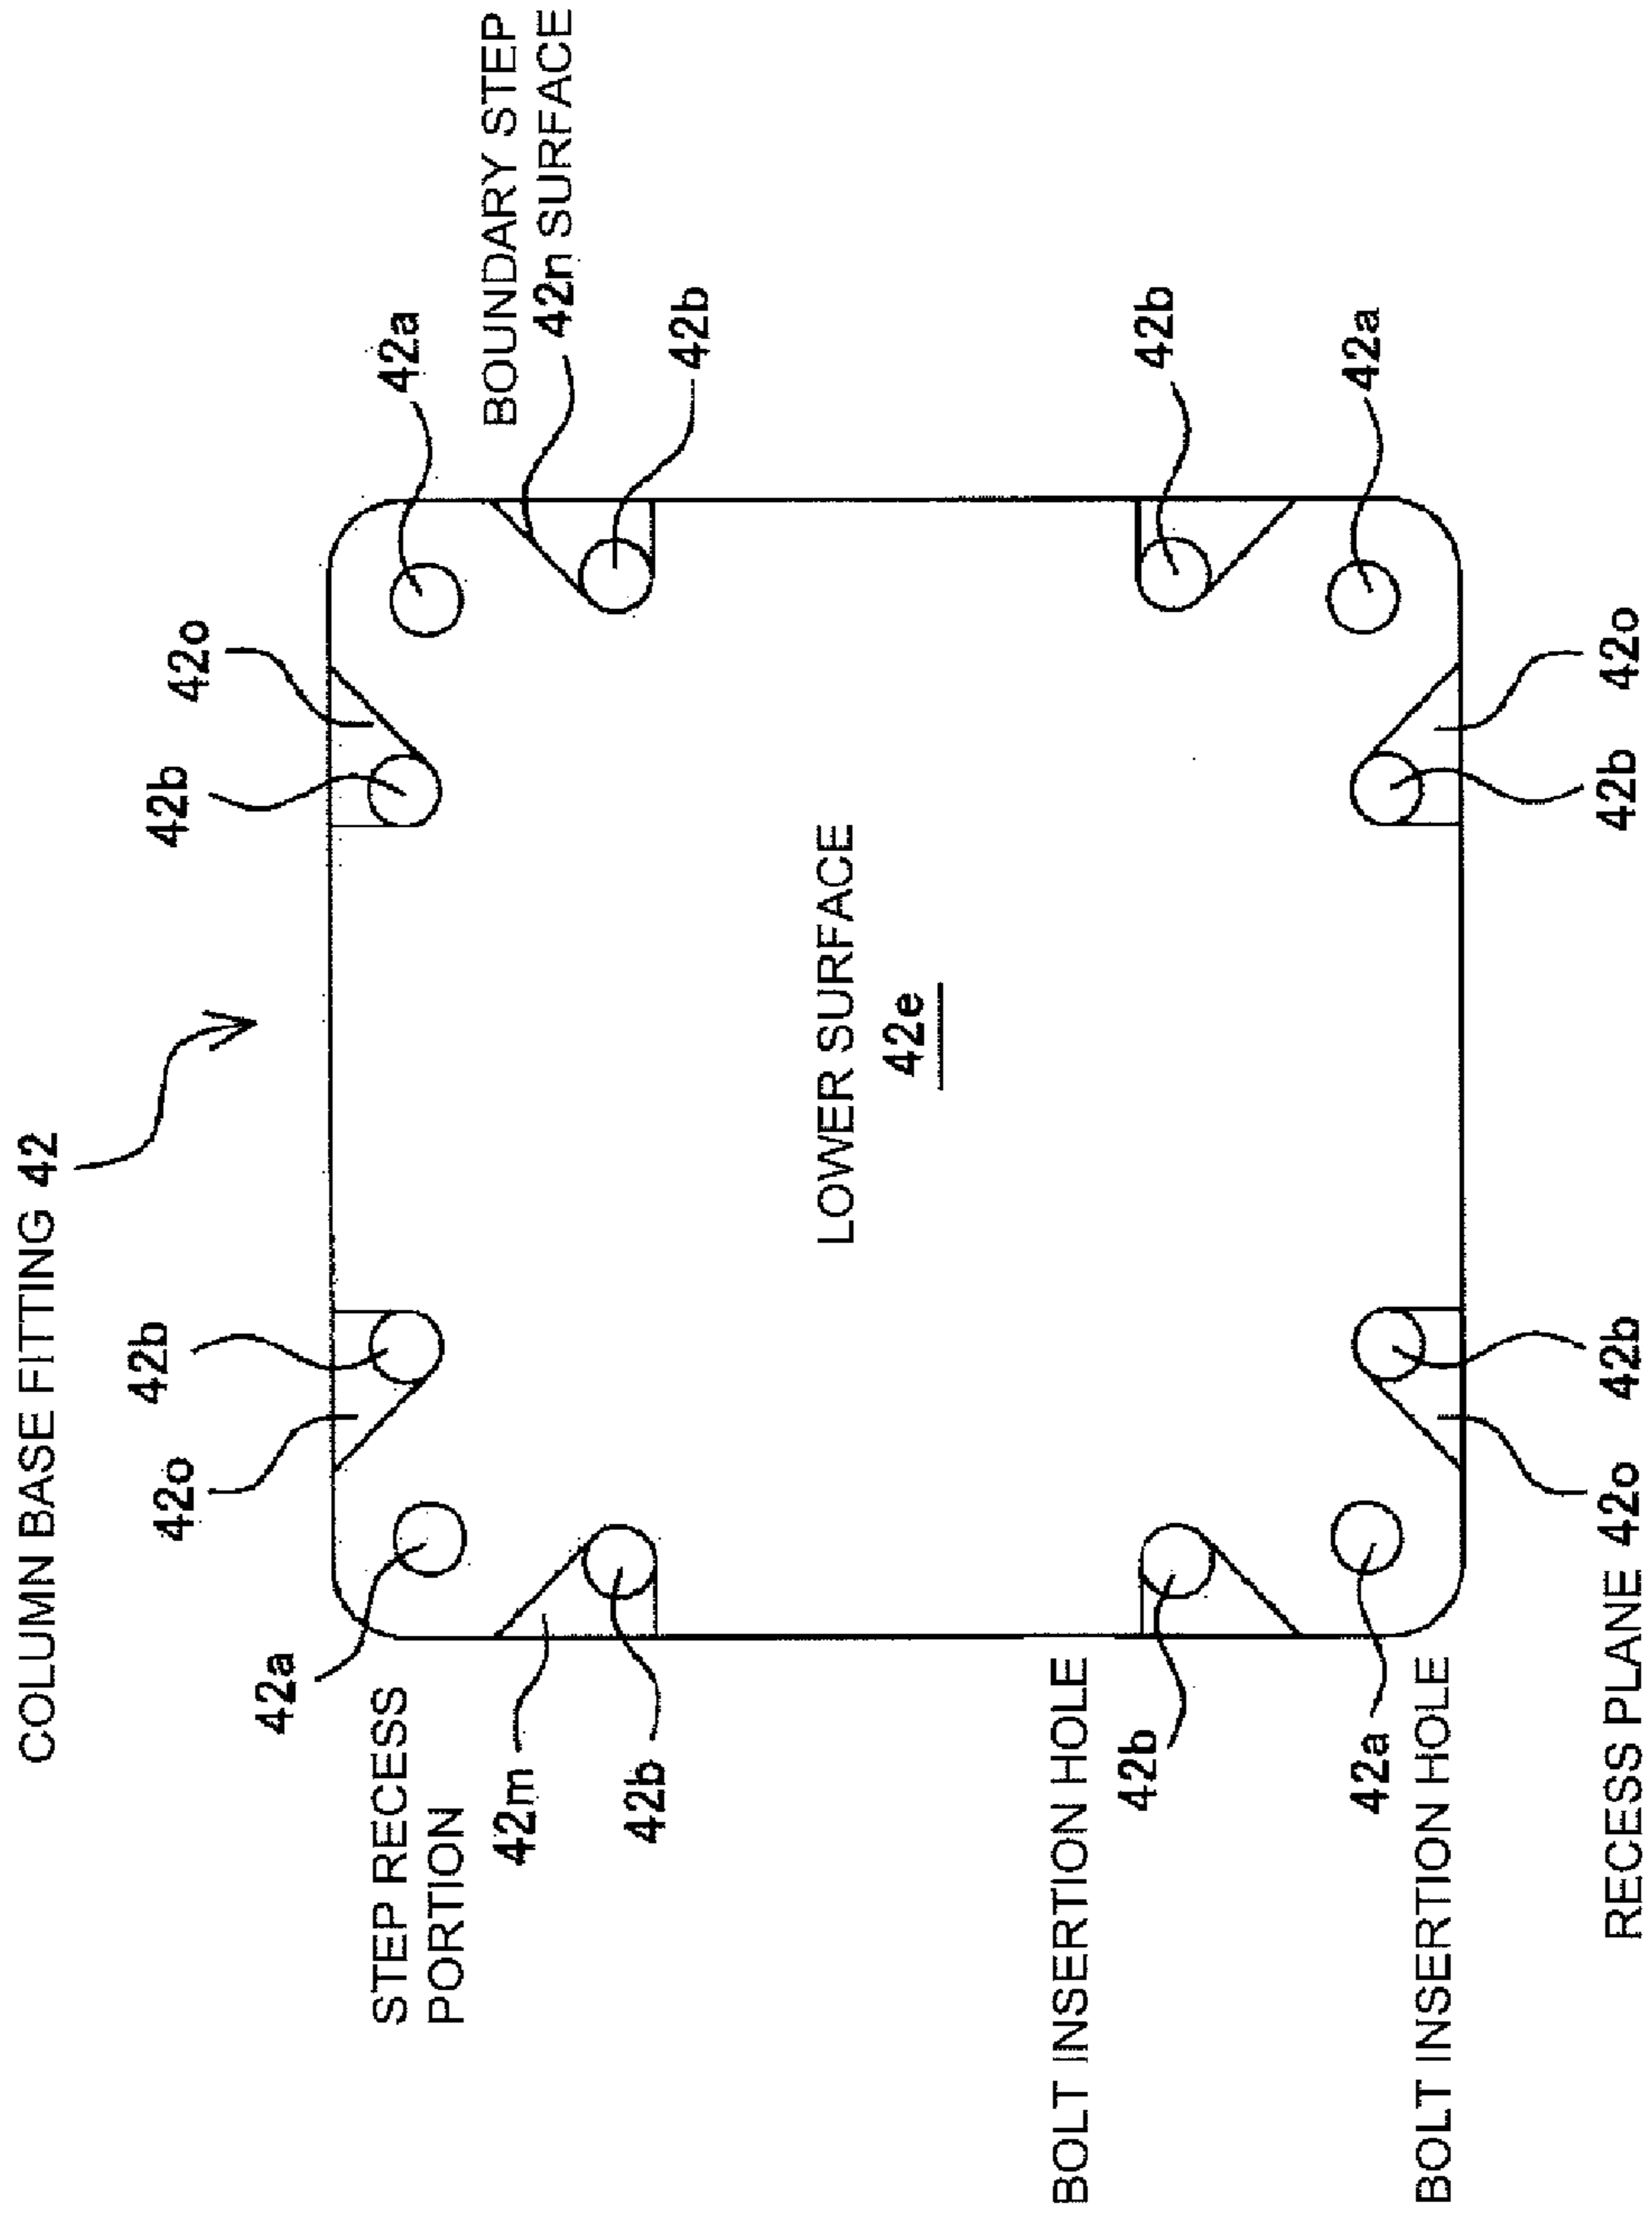 COLUMN BASE FITTING 42
42o
42b
42b
42o
42a
STEP RECESS
PORTION
42m
42a
BOUNDARY STEP
42n SURFACE
42b
42b
LOWER SURFACE
42e
BOLT INSERTION HOLE
42b
42b
42a
42a
BOLT INSERTION HOLE
RECESS PLANE 42o
42b
42b
42o